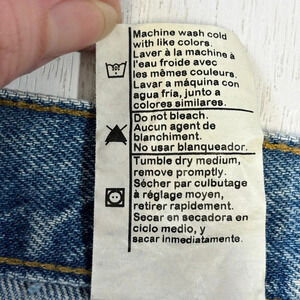 Machine wash cold
with like colors.
Laver à la machine à
l'eau froide avec
les mêmes couleurs.
Lavar a máquina con
agua fría, junto a
colores similares.
Do not bleach.
Aucun agent de
blanchiment.
No usar blanqueador.
Tumble dry medium,
remove promptly.
Sécher par culbutage
à réglage moyen,
retirer rapidement.
Secar en secadora en
ciclo medio, y
sacar inmediatamente.